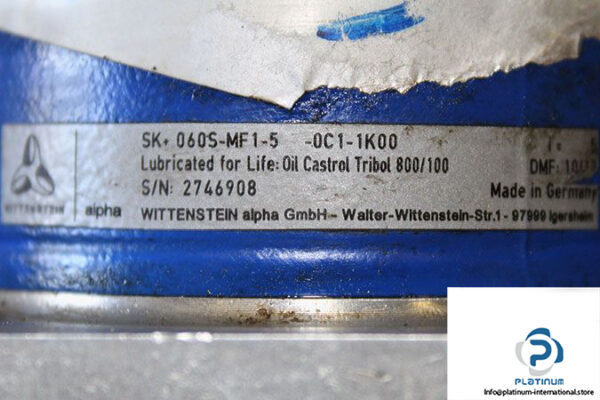 SK+ 060S-MF1-5 -0C1-1K00 i= 5
Lubricated for Life: Oil Castrol Tribol 800/100 DMF:
S/N: 2746908 Made in Germany
WITTENSTEIN alpha WITTENSTEIN alpha GmbH - Walter-Wittenstein-Str.1 - 97999 Igersheim
PLATINUM
Info@platinum-international.store